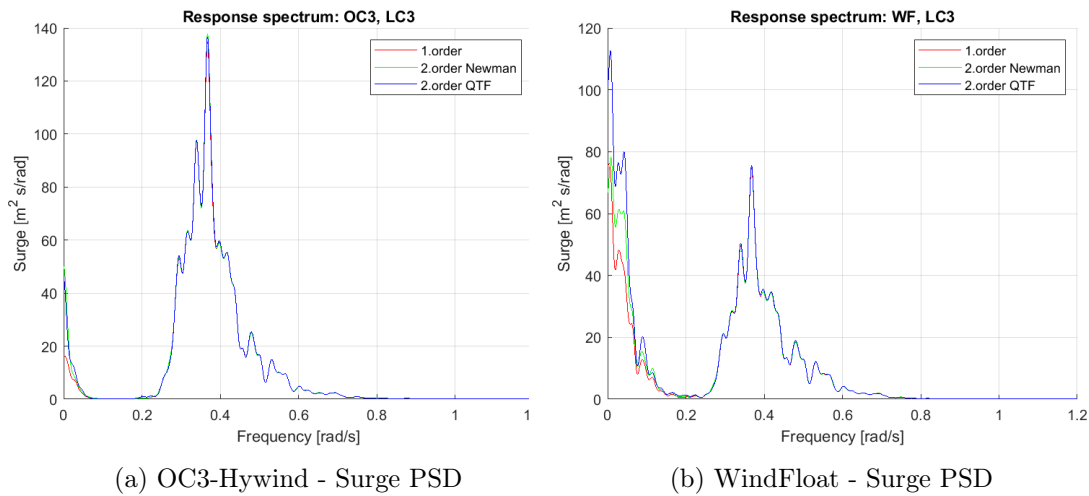 Response spectrum: OC3, LC3
140
120
100
80
60
40
20
0
Surge [m² s/rad]
1.order
2.order Newman
2.order QTF
0 0.2 0.4 0.6 0.8 1
Frequency [rad/s]
(a) OC3-Hywind - Surge PSD
Response spectrum: WF, LC3
120
100
80
60
40
20
0
Surge [m² s/rad]
1.order
2.order Newman
2.order QTF
0 0.2 0.4 0.6 0.8 1 1.2
Frequency [rad/s]
(b) WindFloat - Surge PSD